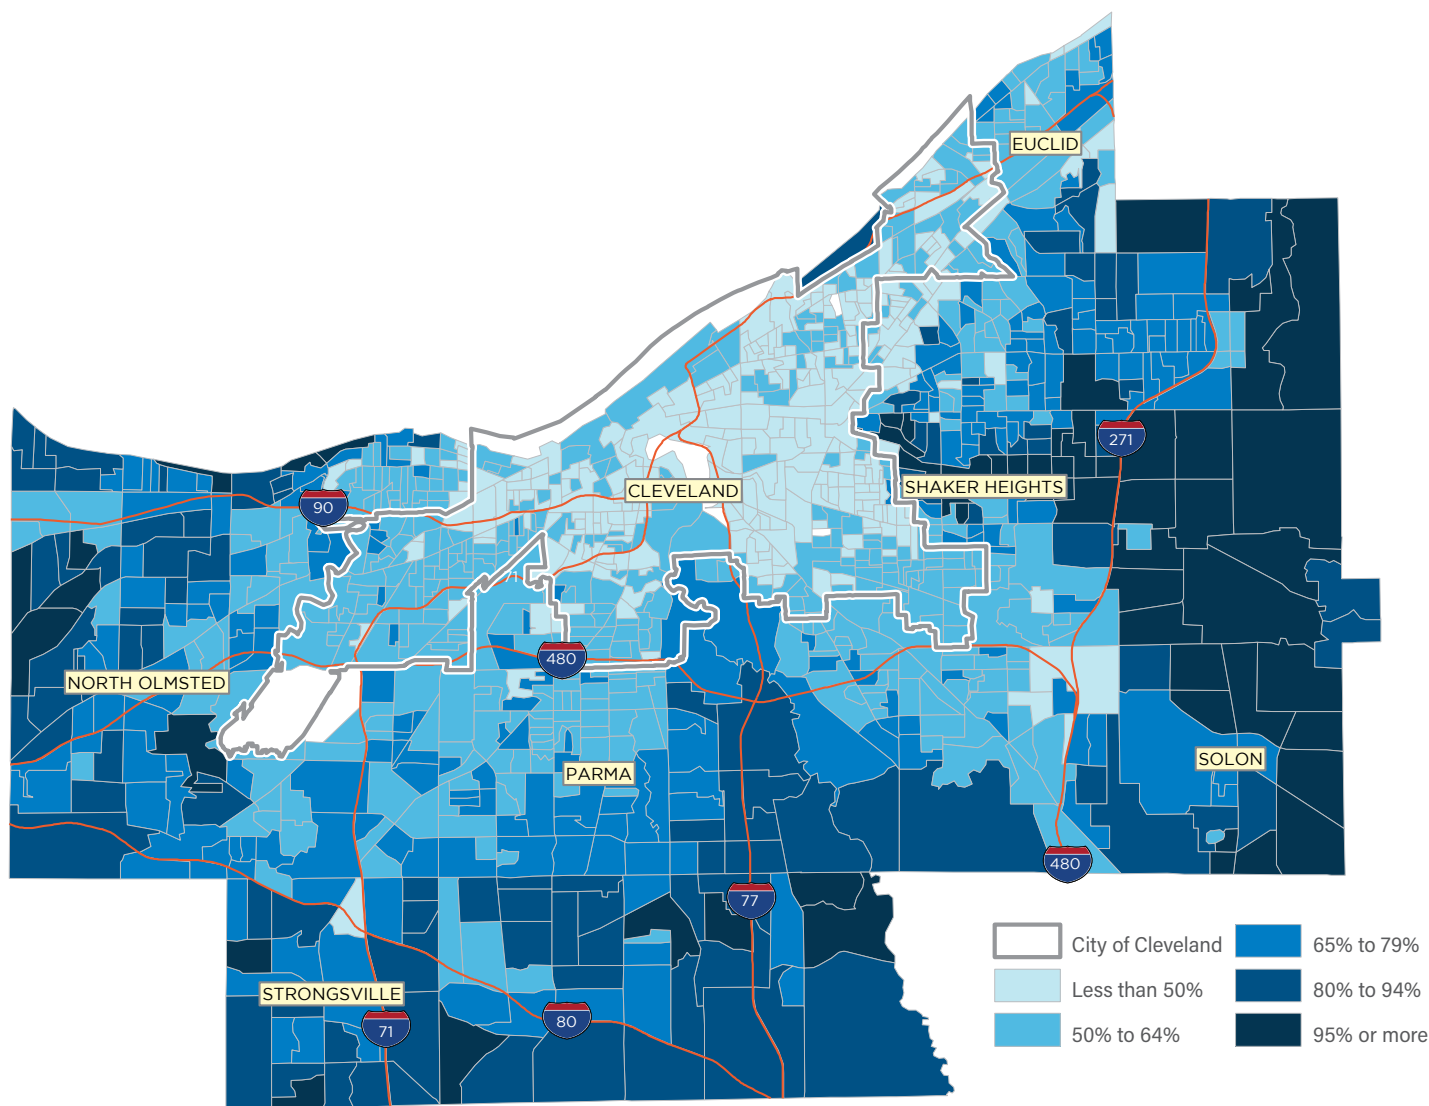 EUCLID
271
SHAKER HEIGHTS
CLEVELAND
90
480
NORTH OLMSTED
SOLON
PARMA
480
77
City of Cleveland
65% to 79%
Less than 50%
80% to 94%
50% to 64%
95% or more
STRONGSVILLE
71
80